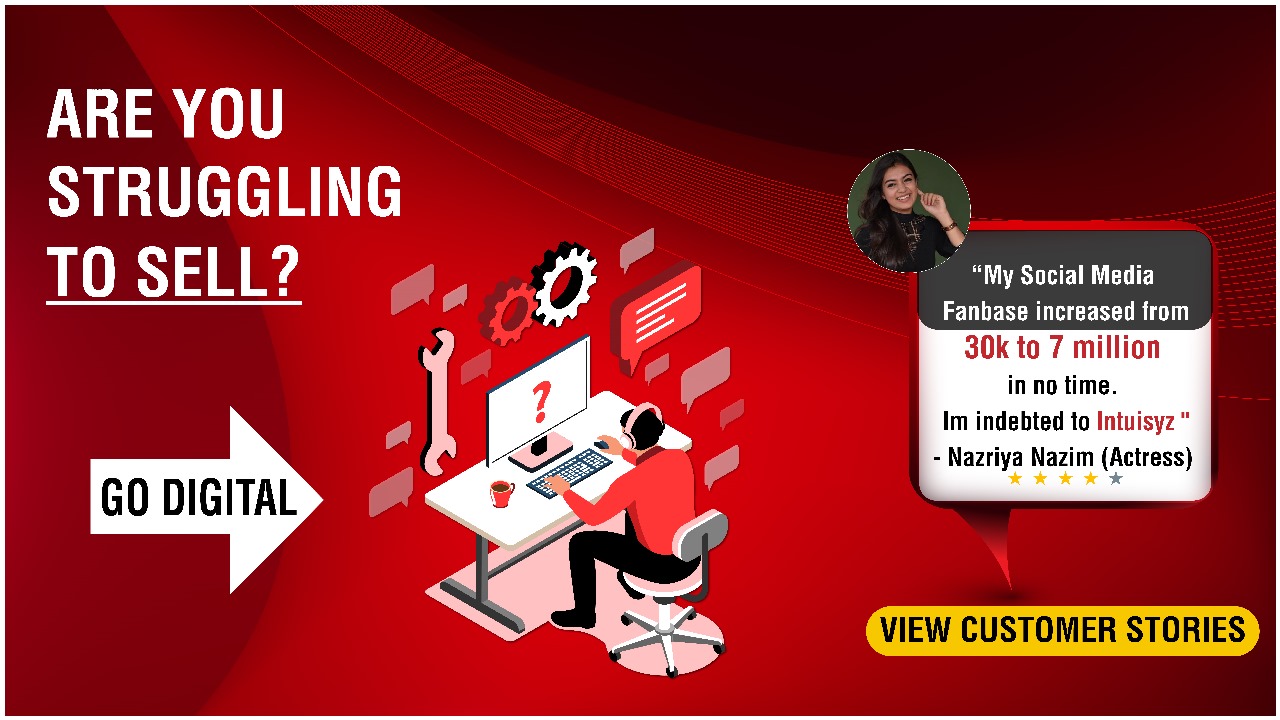 ARE YOU
STRUGGLING
TO SELL?
GO DIGITAL
?
“My Social Media
Fanbase increased from
30k to 7 million
in no time.
Im indebted to Intuisyz "
- Nazriya Nazim (Actress)
VIEW CUSTOMER STORIES